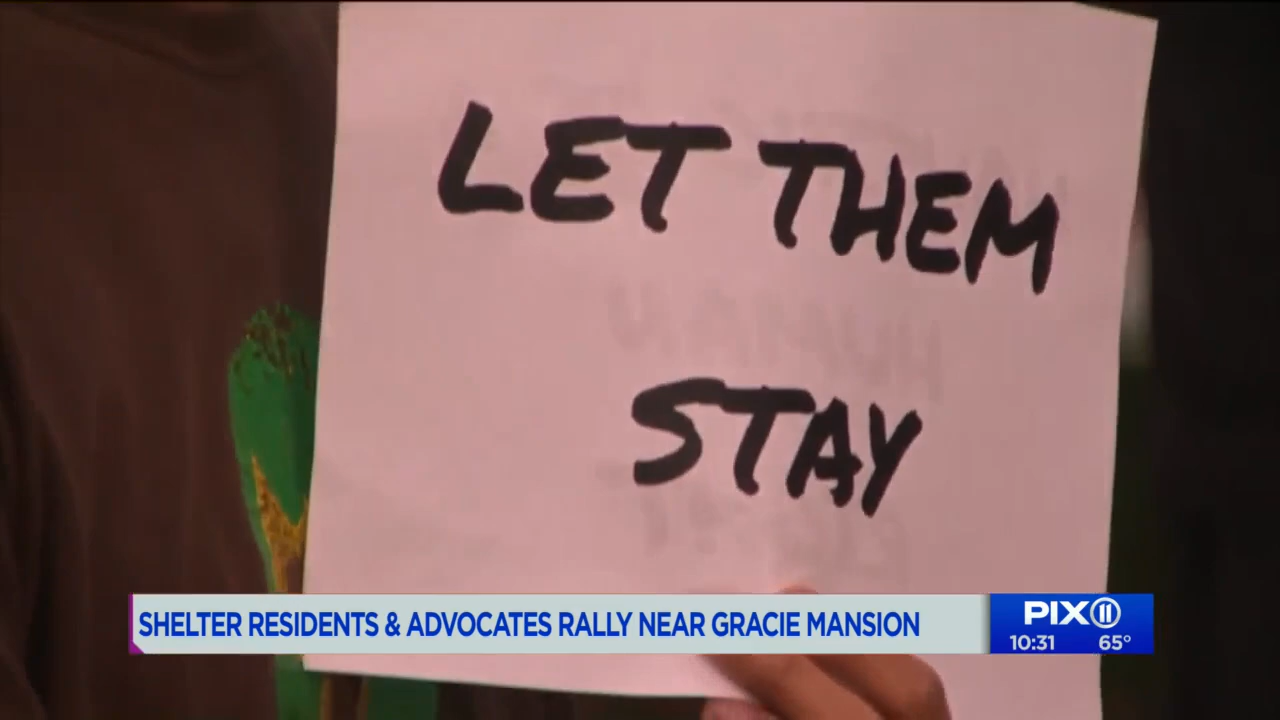 LET THEM
STAY
SHELTER RESIDENTS & ADVOCATES RALLY NEAR GRACIE MANSION
PIX11
10:31 65°